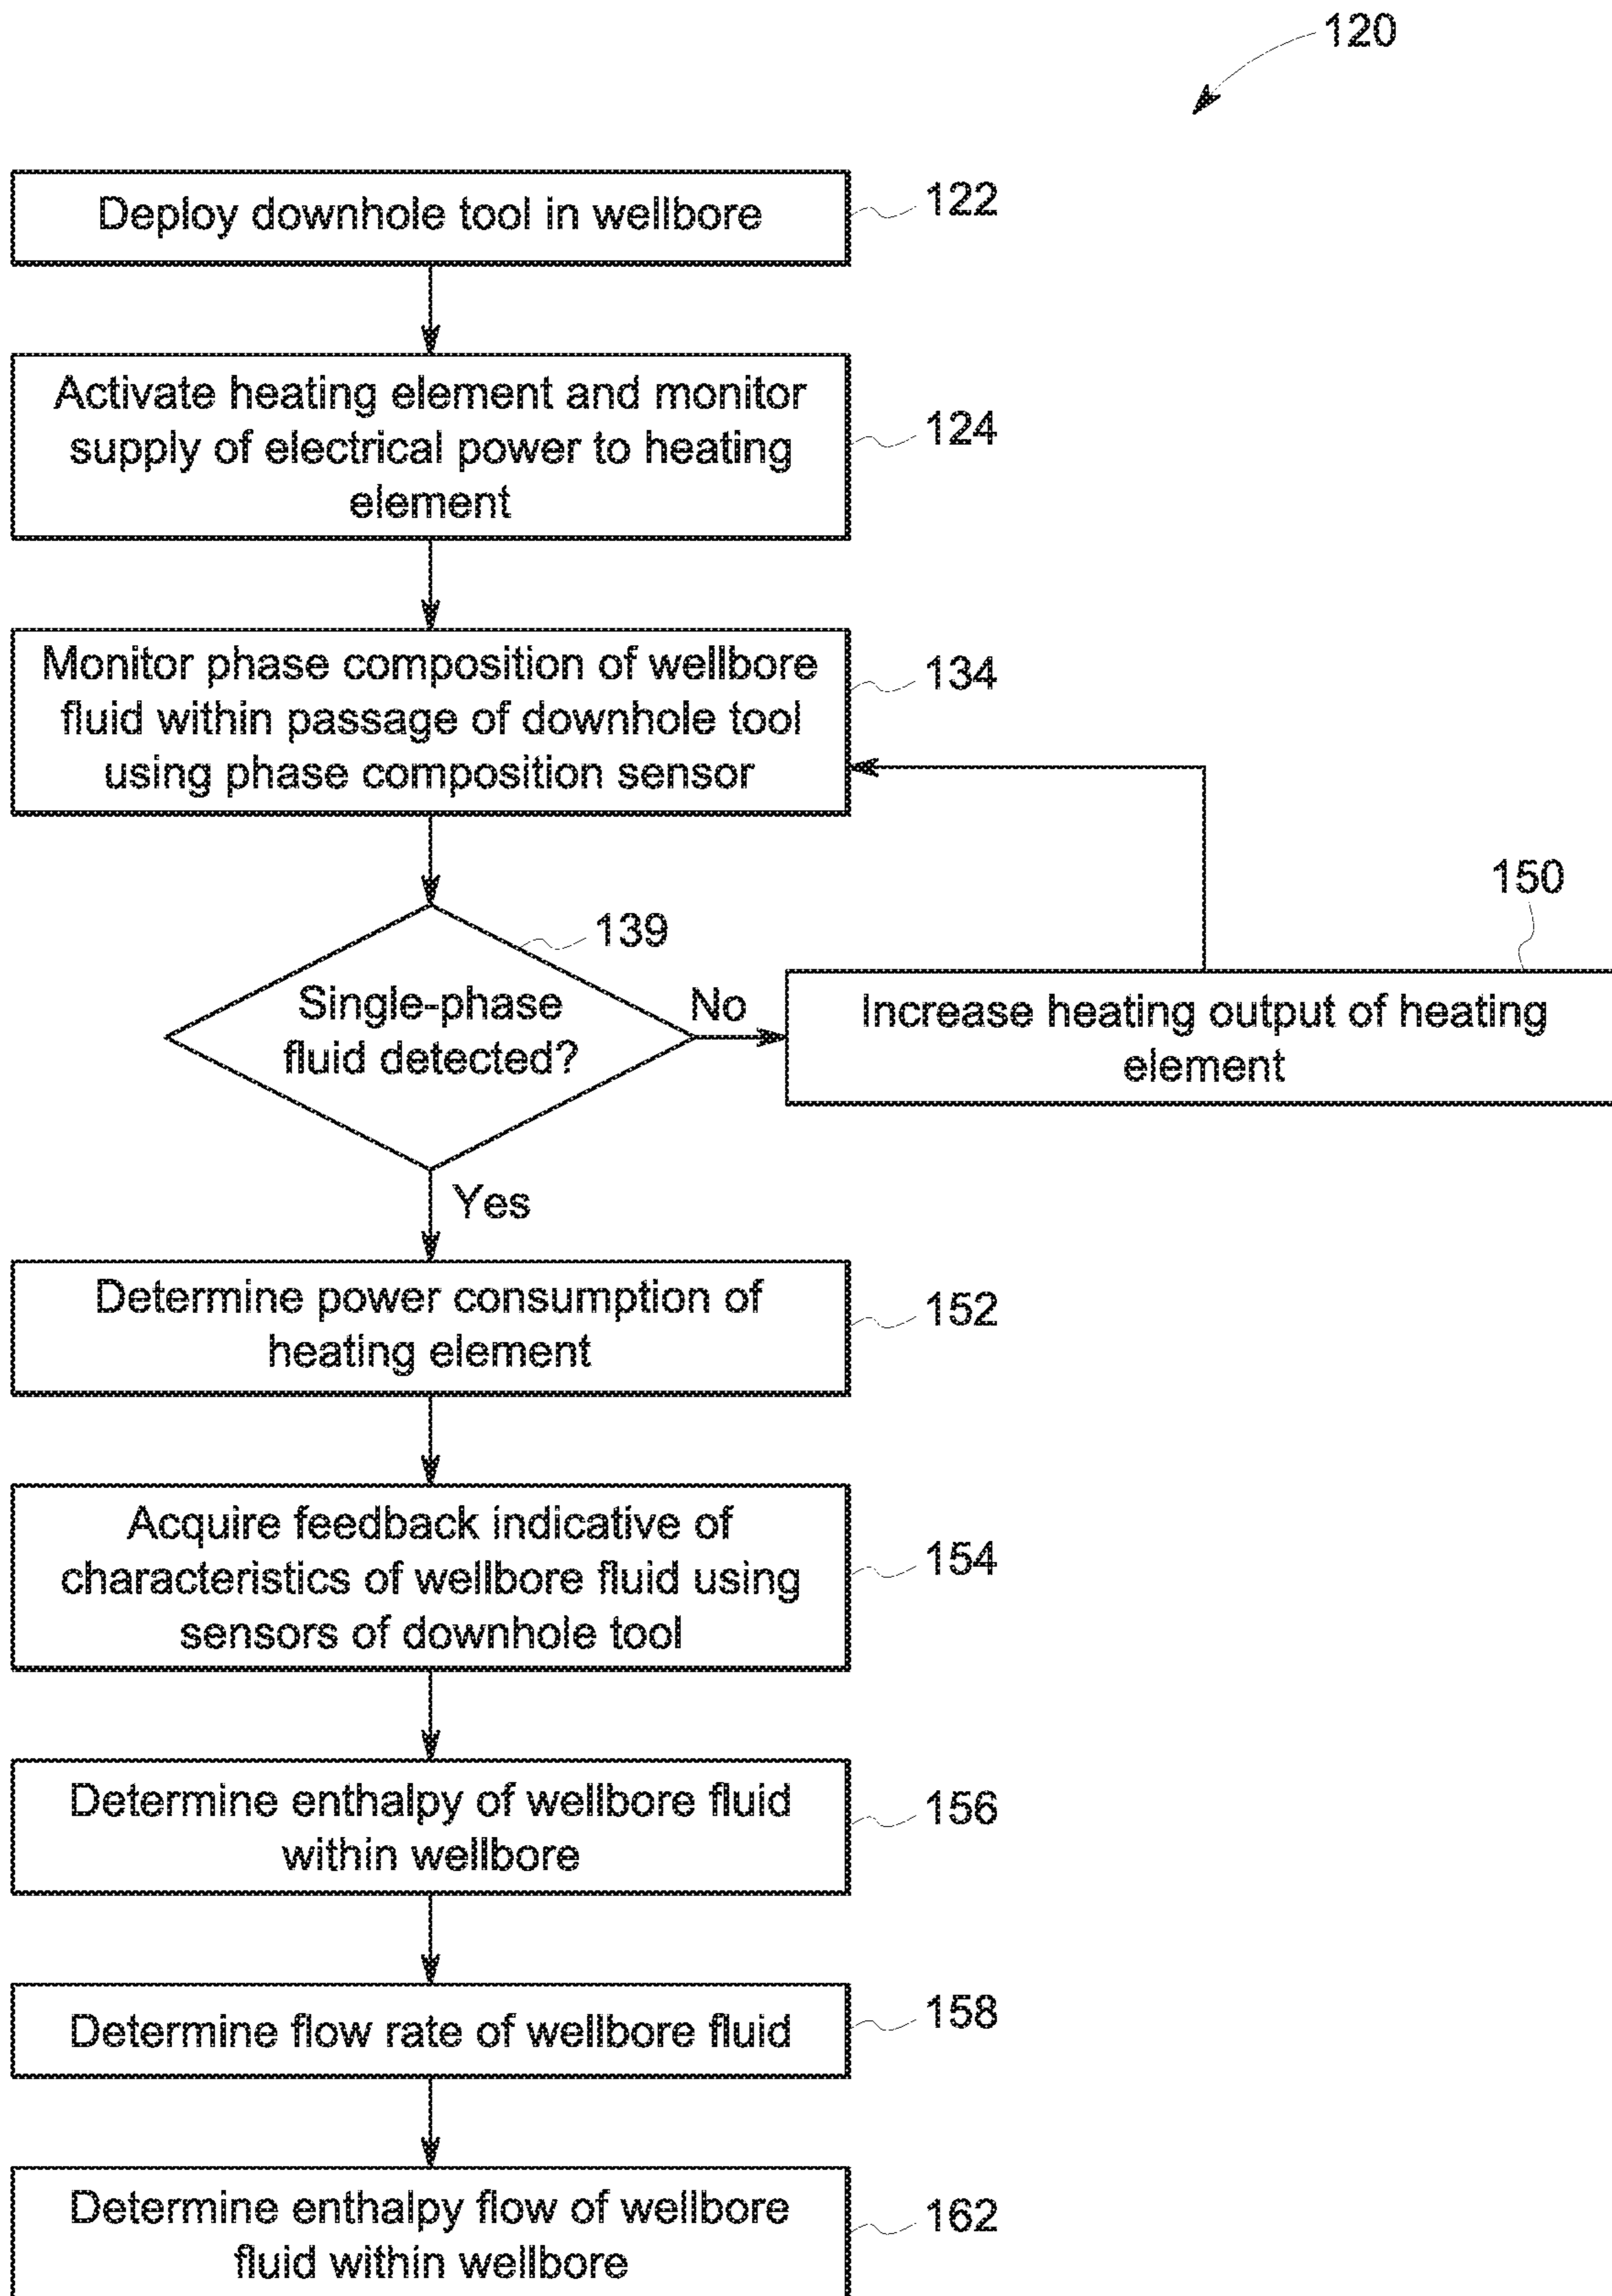 120
Deploy downhole tool in wellbore
122
Activate heating element and monitor
supply of electrical power to heating
element
124
Monitor phase composition of wellbore
fluid within passage of downhole tool
using phase composition sensor
134
139
Single-phase
fluid detected?
No
150
Increase heating output of heating
element
Yes
Determine power consumption of
heating element
152
Acquire feedback indicative of
characteristics of wellbore fluid using
sensors of downhole tool
154
Determine enthalpy of wellbore fluid
within wellbore
156
Determine flow rate of wellbore fluid
158
Determine enthalpy flow of wellbore
fluid within wellbore
162